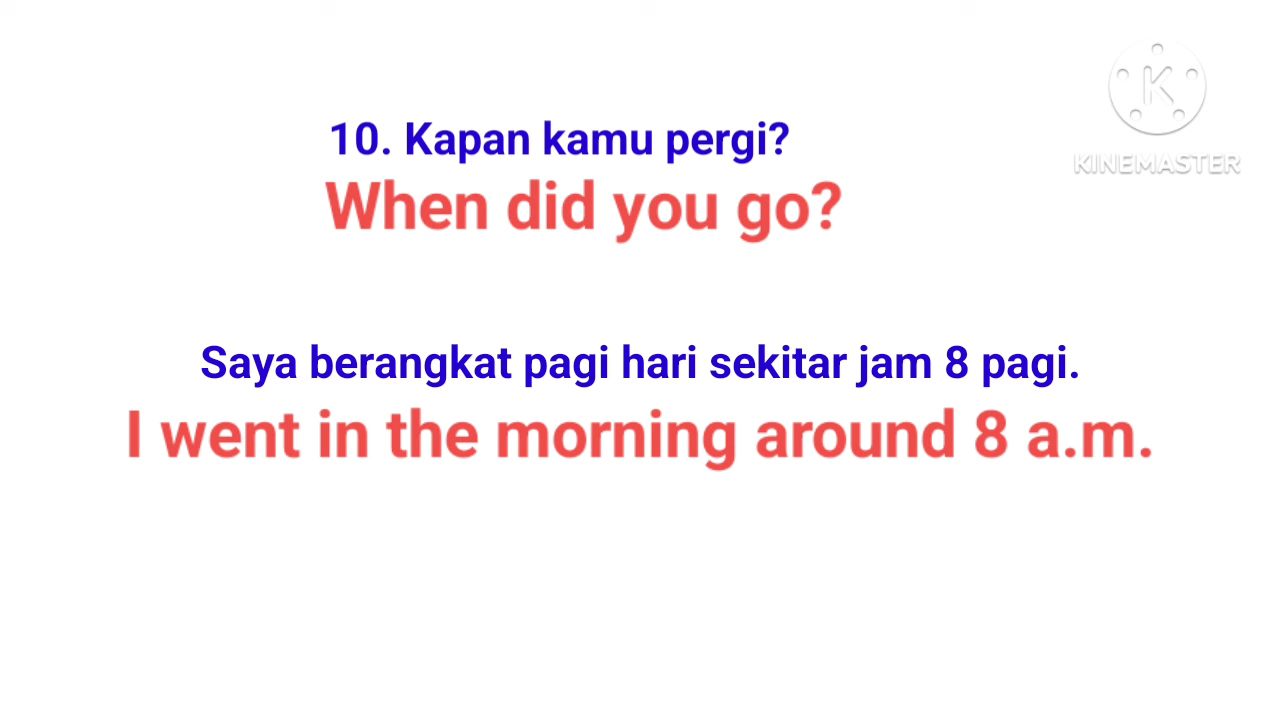 10. Kapan kamu pergi?
When did you go?
Saya berangkat pagi hari sekitar jam 8 pagi.
I went in the morning around 8 a.m.
K
KINEMASTER